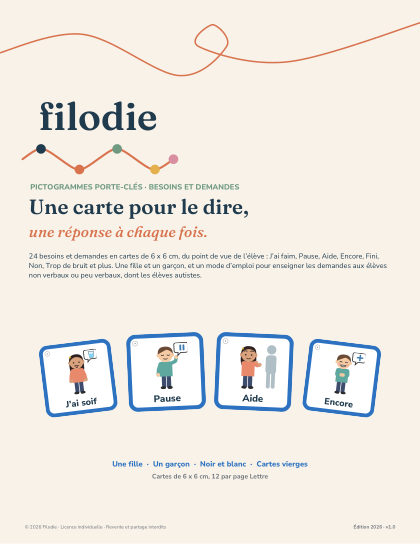 filodie
PICTOGRAMMES PORTE-CLÉS · BESOINS ET DEMANDES
Une carte pour le dire,
une réponse à chaque fois.
24 besoins et demandes en cartes de 6 x 6 cm, du point de vue de l'élève : J'ai faim, Pause, Aide, Encore, Fini,
Non, Trop de bruit et plus. Une fille et un garçon, et un mode d'emploi pour enseigner les demandes aux élèves
non verbaux ou peu verbaux, dont les élèves autistes.
J'ai soif
Pause
Aide
Encore
Une fille · Un garçon · Noir et blanc · Cartes vierges
Cartes de 6 x 6 cm, 12 par page Lettre
© 2026 Filodie · Licence individuelle · Revente et partage interdits
Édition 2026 · v1.0